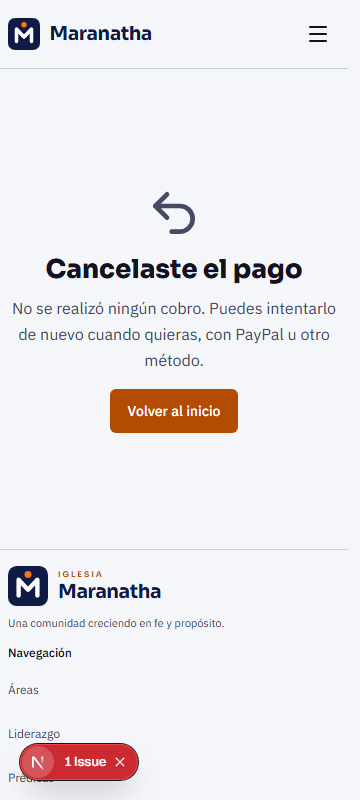 Maranatha
Cancelaste el pago
No se realizó ningún cobro. Puedes intentarlo
de nuevo cuando quieras, con PayPal u otro
método.
Volver al inicio
IGLESIA
Maranatha
Una comunidad creciendo en fe y propósito.
Navegación
Áreas
Liderazgo
1 Issue